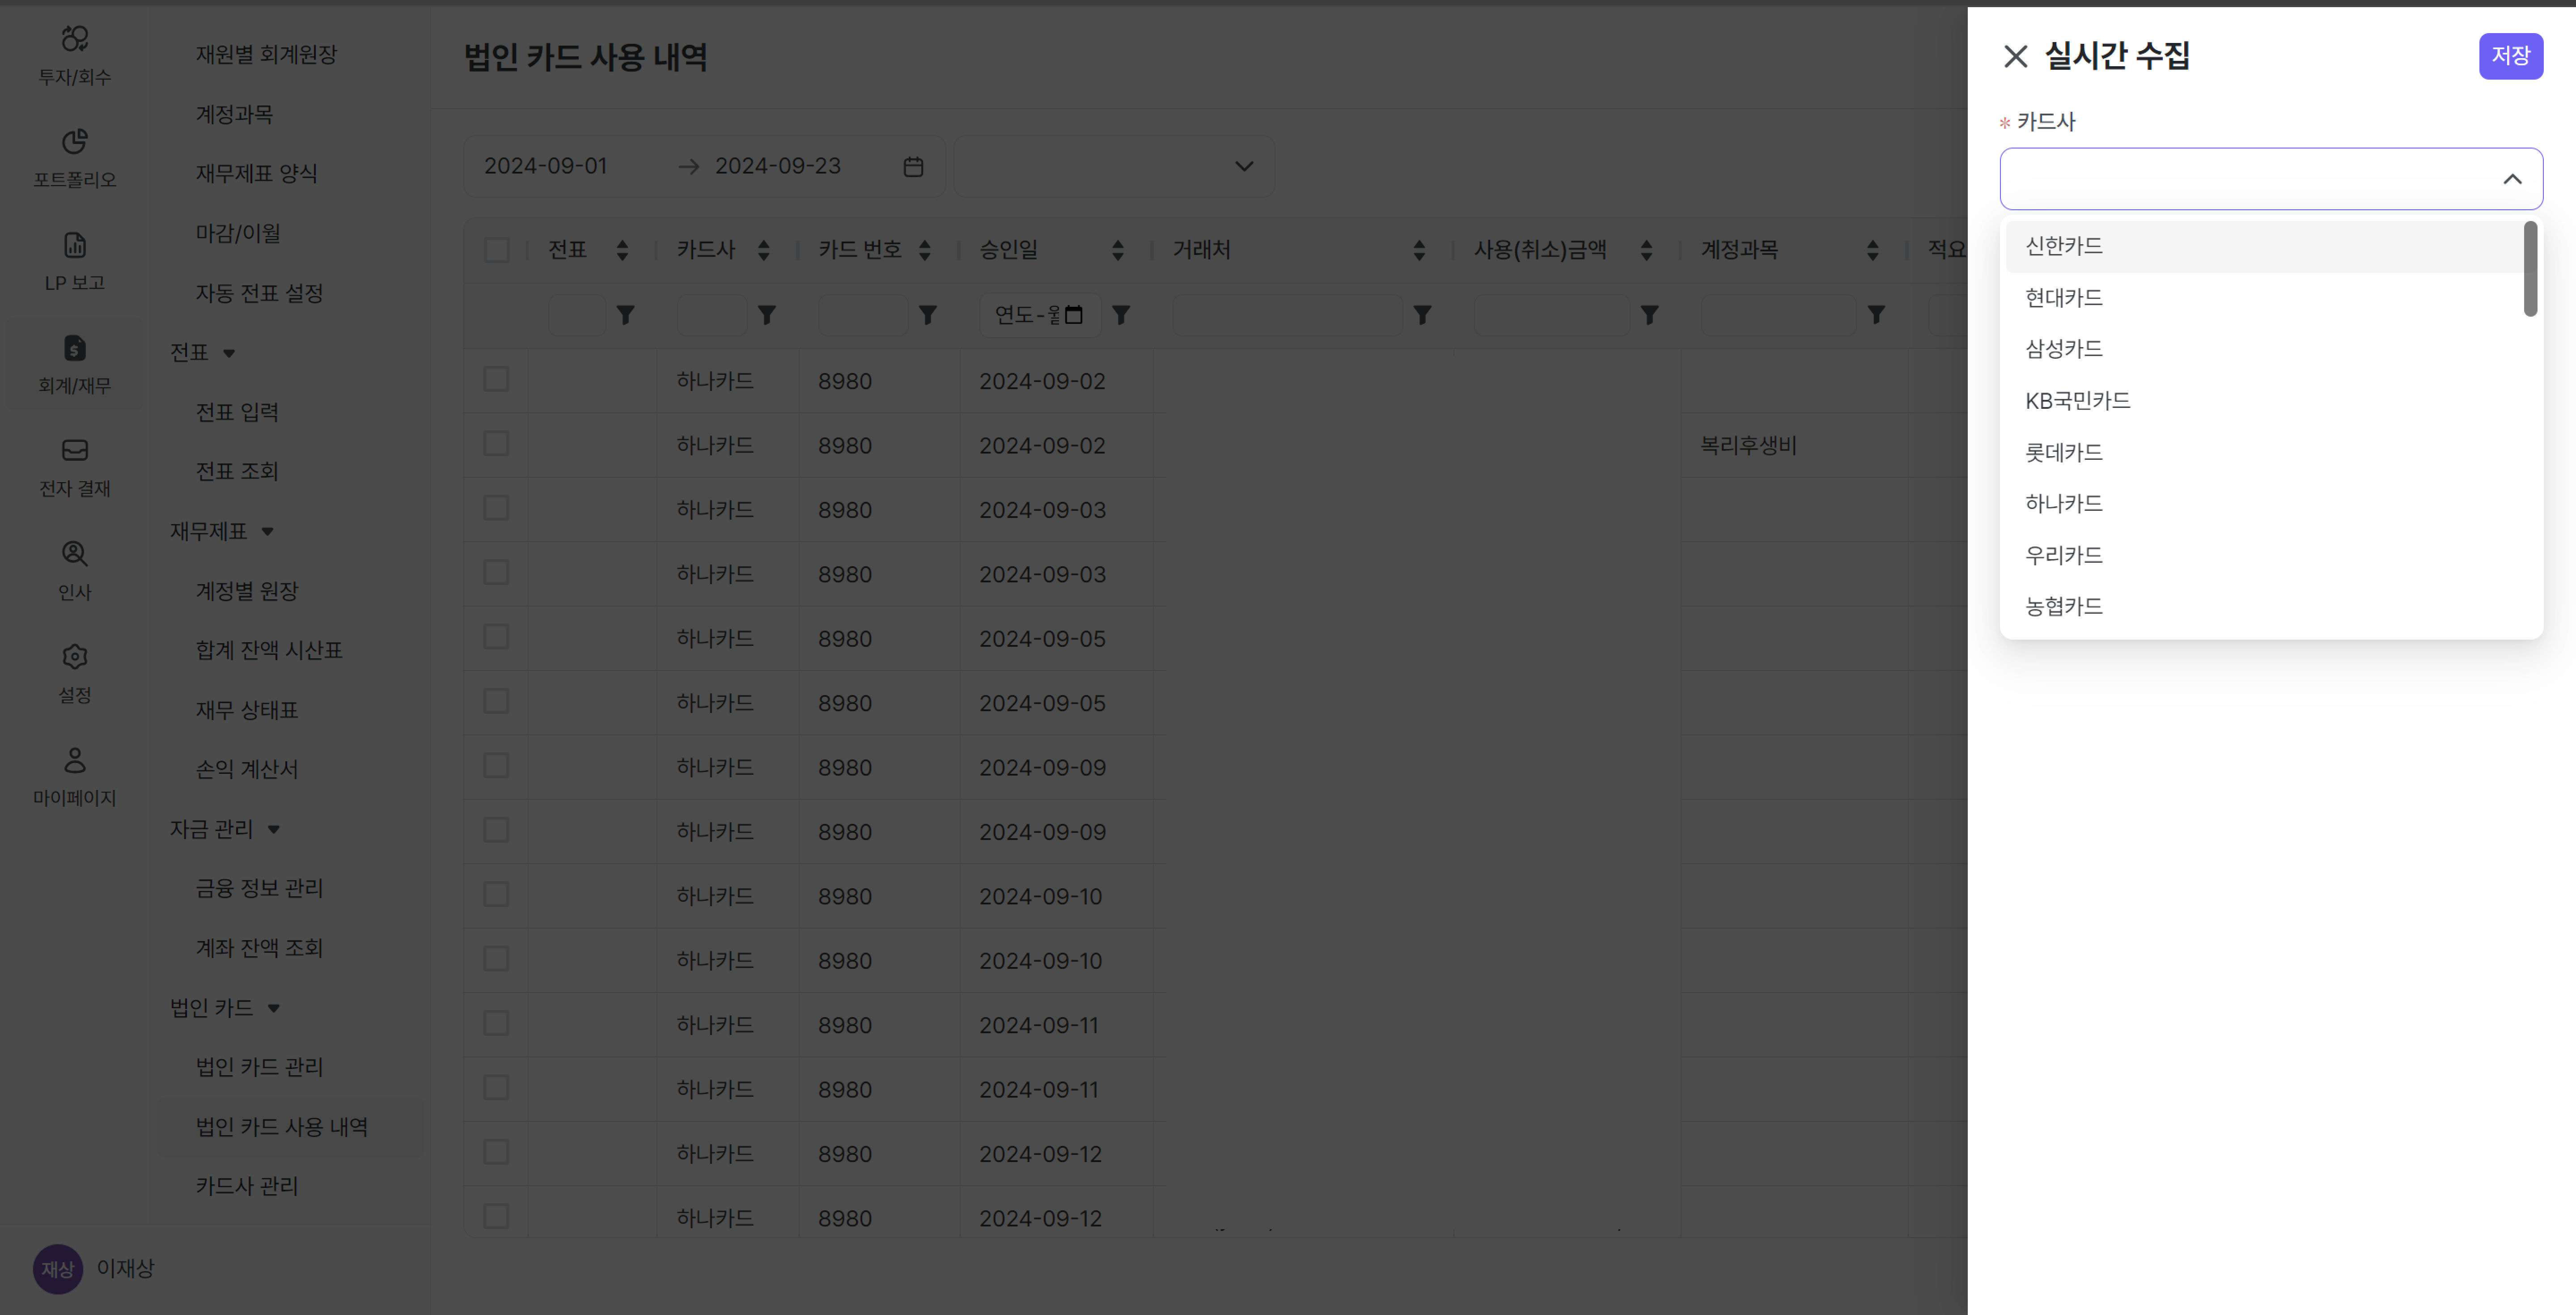 투자/회수
포트폴리오
LP 보고
회계/재무
전자 결재
인사
설정
마이페이지
재원별 회계원장
계정과목
재무제표 양식
마감/이월
자동 전표 설정
전표
전표 입력
전표 조회
재무제표
계정별 원장
합계 잔액 시산표
재무 상태표
손익 계산서
자금 관리
금융 정보 관리
계좌 잔액 조회
법인 카드
법인 카드 관리
법인 카드 사용 내역
카드사 관리
재상 이재상
법인 카드 사용 내역
2024-09-01 → 2024-09-23
전표 카드사 카드 번호 승인일 거래처 사용(취소)금액 계정과목 적요
연도-
하나카드 8980 2024-09-02
하나카드 8980 2024-09-02 복리후생비
하나카드 8980 2024-09-03
하나카드 8980 2024-09-03
하나카드 8980 2024-09-05
하나카드 8980 2024-09-05
하나카드 8980 2024-09-09
하나카드 8980 2024-09-09
하나카드 8980 2024-09-10
하나카드 8980 2024-09-10
하나카드 8980 2024-09-11
하나카드 8980 2024-09-11
하나카드 8980 2024-09-12
하나카드 8980 2024-09-12
실시간 수집 저장
* 카드사
신한카드
현대카드
삼성카드
KB국민카드
롯데카드
하나카드
우리카드
농협카드